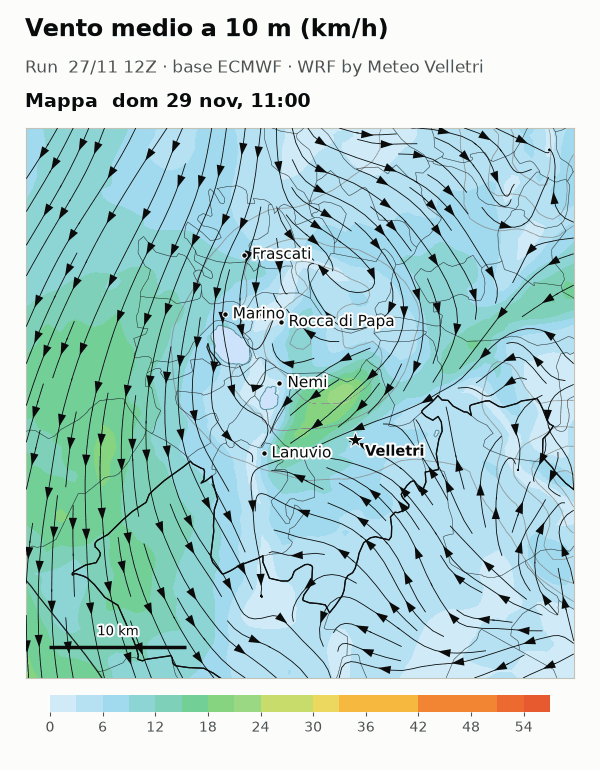 Vento medio a 10 m (km/h)
Run 27/11 12Z · base ECMWF · WRF by Meteo Velletri
Mappa dom 29 nov, 11:00
Frascati
Marino
Rocca di Papa
Nemi
Velletri
Lanuvio
10 km
0 6 12 18 24 30 36 42 48 54